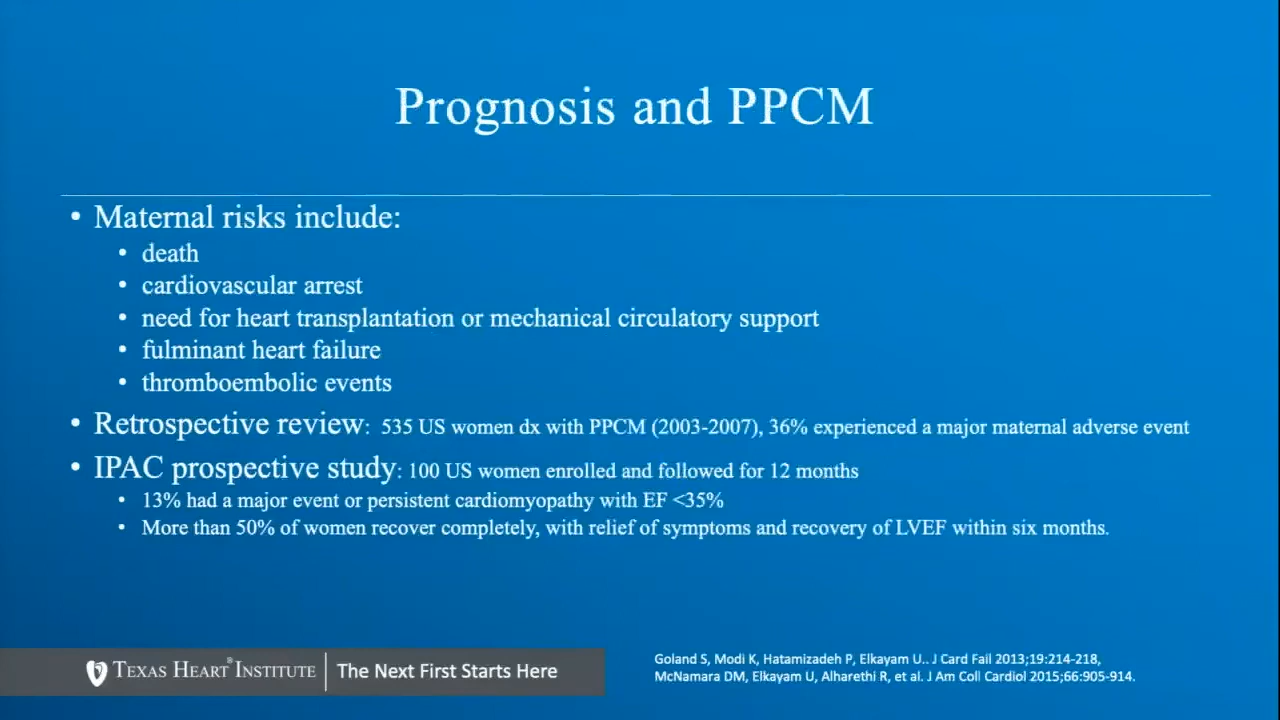 Prognosis and PPCM
• Maternal risks include:
• death
• cardiovascular arrest
• need for heart transplantation or mechanical circulatory support
• fulminant heart failure
• thromboembolic events
• Retrospective review: 535 US women dx with PPCM (2003-2007), 36% experienced a major maternal adverse event
• IPAC prospective study: 100 US women enrolled and followed for 12 months
• 13% had a major event or persistent cardiomyopathy with EF <35%
• More than 50% of women recover completely, with relief of symptoms and recovery of LVEF within six months.
TEXAS HEART® INSTITUTE | The Next First Starts Here
Goland S, Modi K, Hatamizadeh P, Elkayam U.. J Card Fail 2013;19:214-218,
McNamara DM, Elkayam U, Alharethi R, et al. J Am Coll Cardiol 2015;66:905-914.